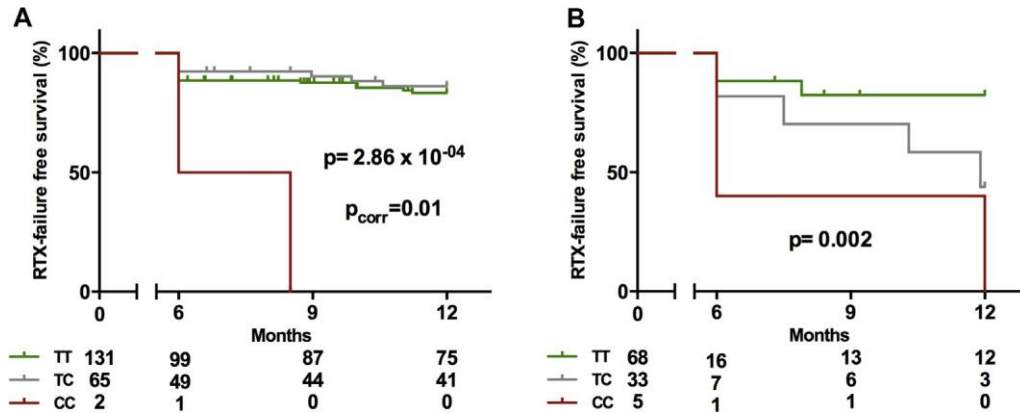 A
RTX-failure free survival (%)
100
50
0
p= 2.86 x 10⁻⁰⁴
p_corr=0.01
0 6 9 12
Months
TT 131 99 87 75
TC 65 49 44 41
CC 2 1 0 0
B
RTX-failure free survival (%)
100
50
0
p= 0.002
0 6 9 12
Months
TT 68 16 13 12
TC 33 7 6 3
CC 5 1 1 0